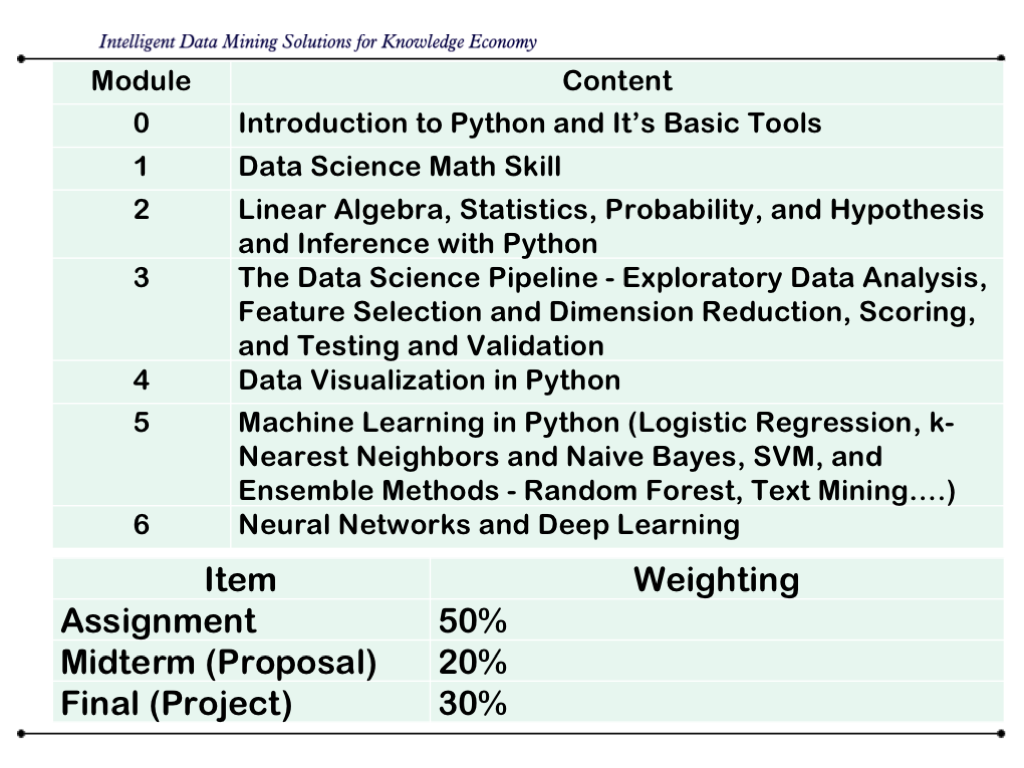 Intelligent Data Mining Solutions for Knowledge Economy
Module Content
0 Introduction to Python and It’s Basic Tools
1 Data Science Math Skill
2 Linear Algebra, Statistics, Probability, and Hypothesis
and Inference with Python
3 The Data Science Pipeline - Exploratory Data Analysis,
Feature Selection and Dimension Reduction, Scoring,
and Testing and Validation
4 Data Visualization in Python
5 Machine Learning in Python (Logistic Regression, k-
Nearest Neighbors and Naive Bayes, SVM, and
Ensemble Methods - Random Forest, Text Mining....)
6 Neural Networks and Deep Learning
Item Weighting
Assignment 50%
Midterm (Proposal) 20%
Final (Project) 30%